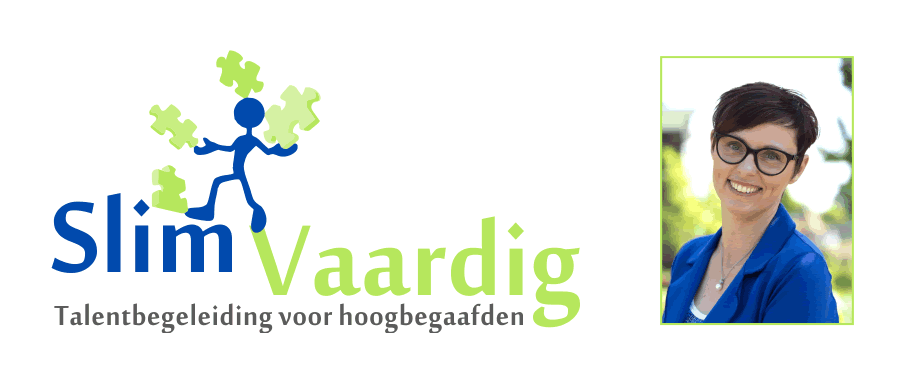 Slim
Vaardig
Talentbegeleiding voor hoogbegaafden